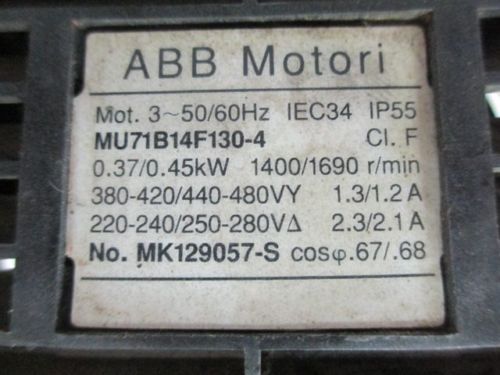 ABB Motori
Mot. 3~50/60Hz IEC34 IP55
MU71B14F130-4 Cl. F
0.37/0.45kW 1400/1690 r/min
380-420/440-480VY 1.3/1.2 A
220-240/250-280VΔ 2.3/2.1 A
No. MK129057-S cosφ.67/.68